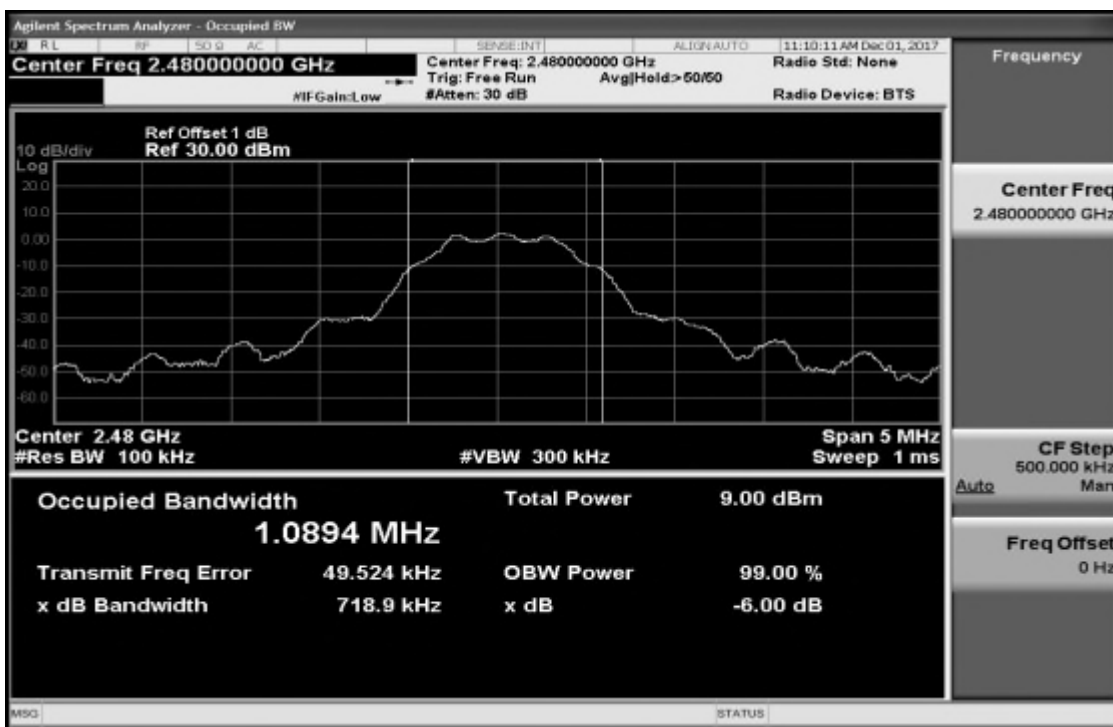 Agilent Spectrum Analyzer - Occupied BW
LXI RL RF 50 Ω AC SENSE:INT ALIGN AUTO 11:10:11 AM Dec 01, 2017
Center Freq 2.480000000 GHz
Center Freq: 2.480000000 GHz
Radio Std: None
Trig: Free Run
Avg|Hold:>50/50
#IFGain:Low
#Atten: 30 dB
Radio Device: BTS
Ref Offset 1 dB
10 dB/div
Ref 30.00 dBm
Log
20.0
10.0
0.00
-10.0
-20.0
-30.0
-40.0
-50.0
-60.0
Center 2.48 GHz
Span 5 MHz
#Res BW 100 kHz
#VBW 300 kHz
Sweep 1 ms
Occupied Bandwidth
1.0894 MHz
Total Power 9.00 dBm
Transmit Freq Error 49.524 kHz
OBW Power 99.00 %
x dB Bandwidth 718.9 kHz
x dB -6.00 dB
MSG
STATUS
Frequency
Center Freq
2.480000000 GHz
CF Step
500.000 kHz
Auto Man
Freq Offset
0 Hz